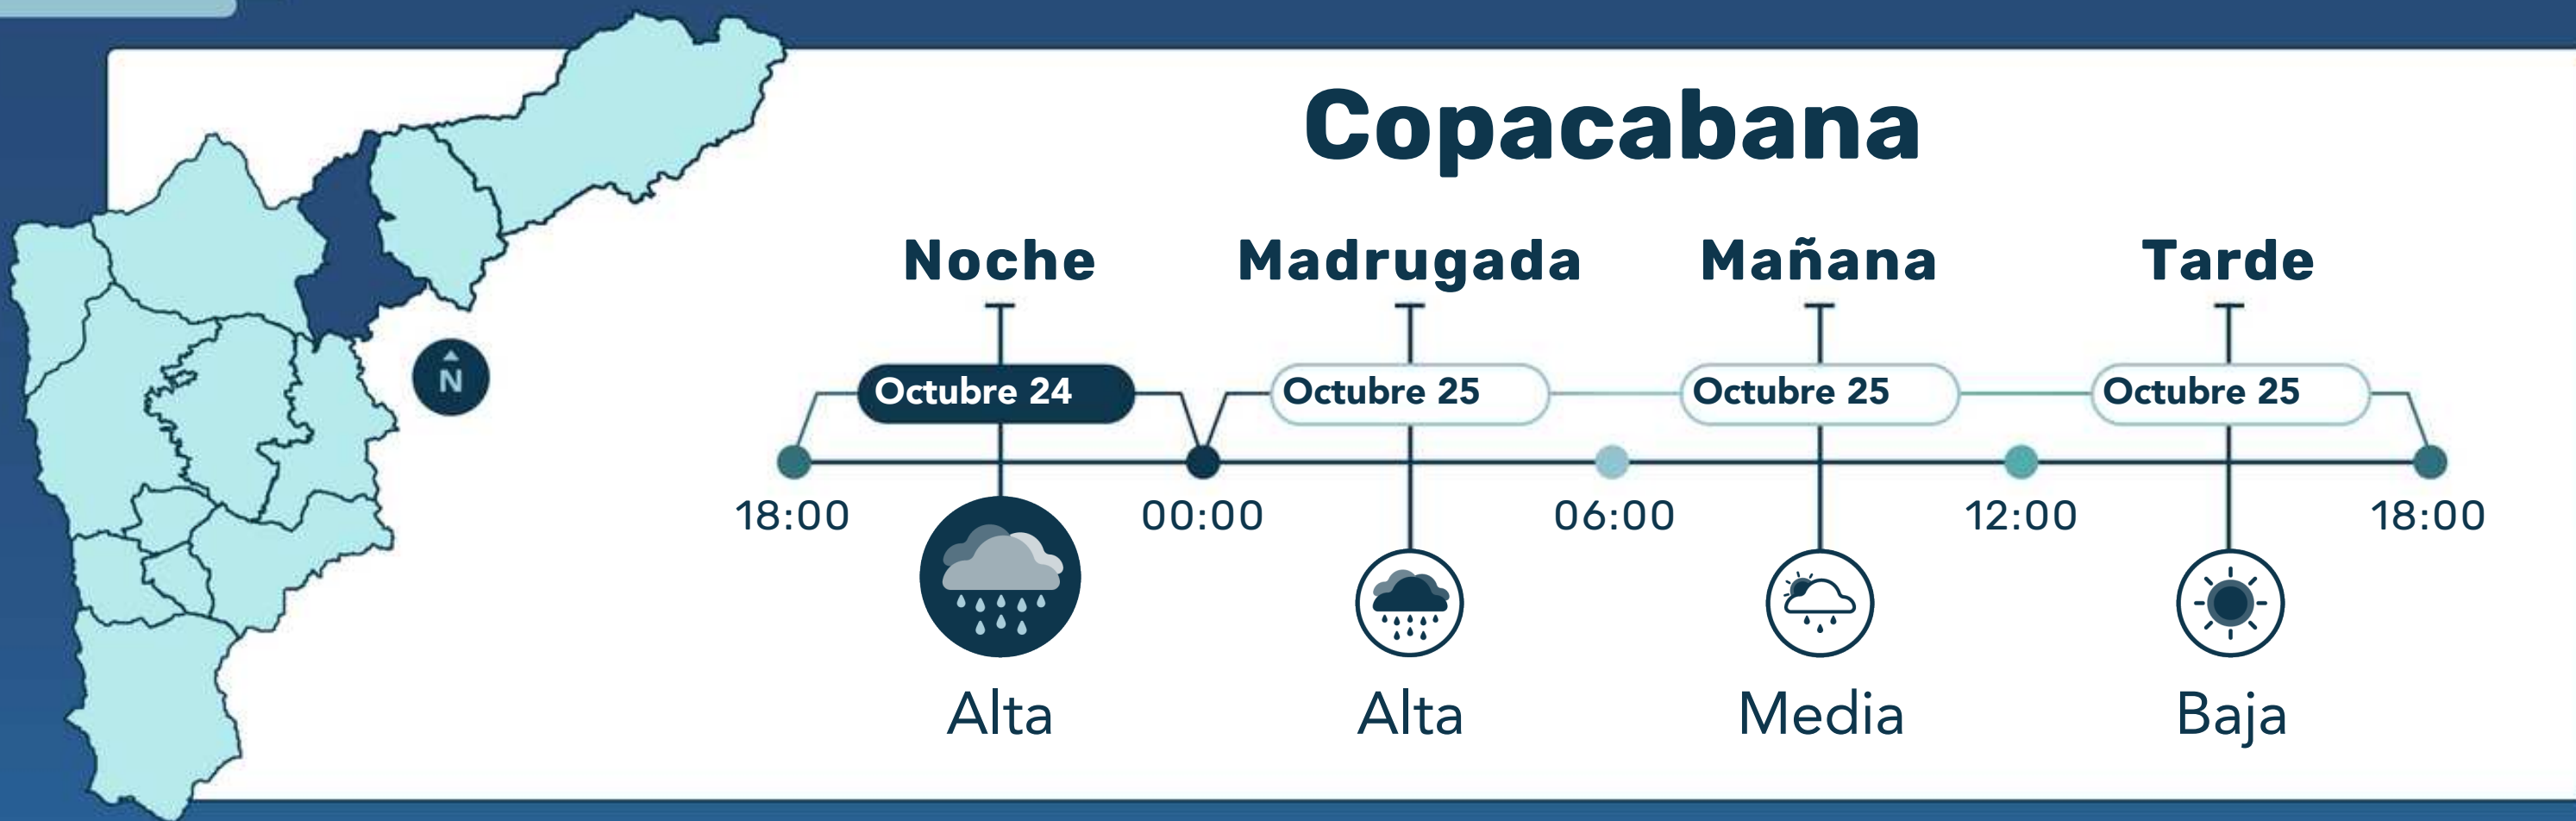 Copacabana
Noche Madrugada Mañana Tarde
N
Octubre 24 Octubre 25 Octubre 25 Octubre 25
18:00 00:00 06:00 12:00 18:00
Alta Alta Media Baja